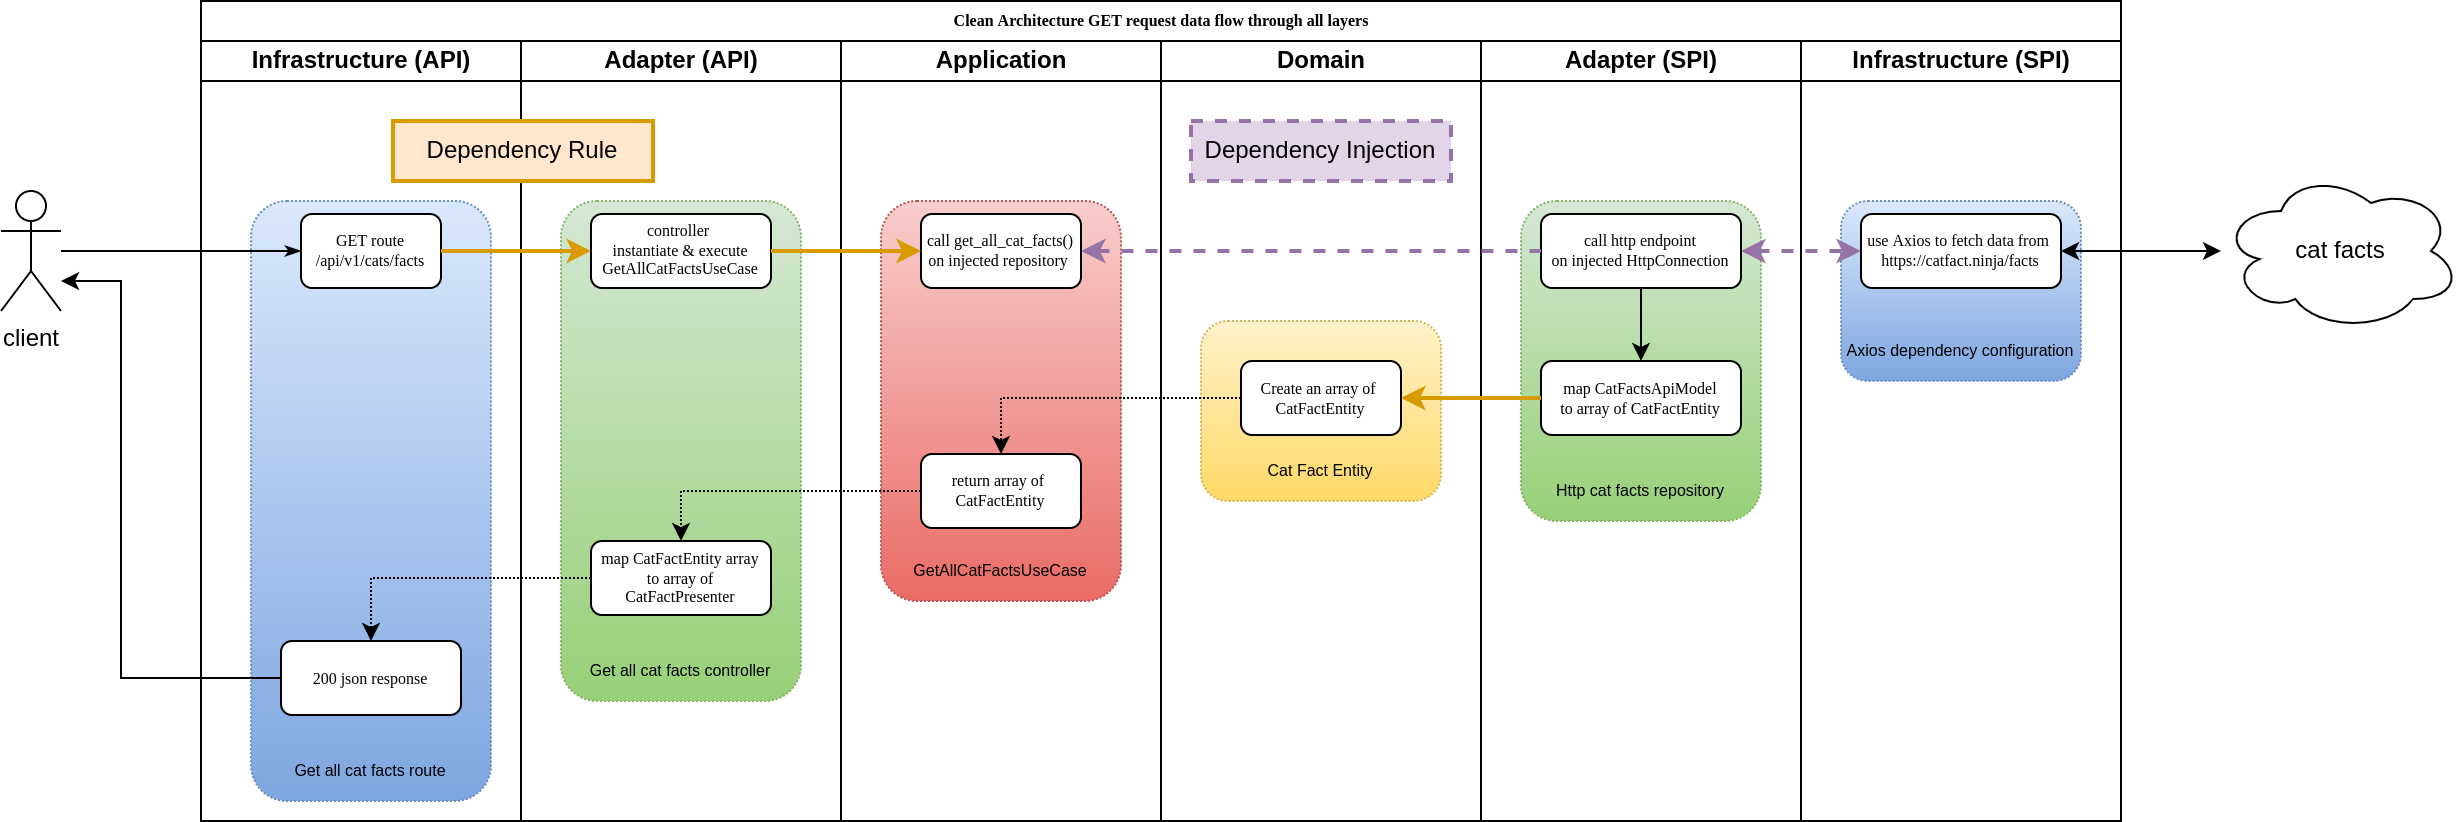 Clean Architecture GET request data flow through all layers
Infrastructure (API)
Adapter (API)
Application
Domain
Adapter (SPI)
Infrastructure (SPI)
Dependency Rule
Dependency Injection
client
GET route
/api/v1/cats/facts
controller
instantiate & execute
GetAllCatFactsUseCase
call get_all_cat_facts()
on injected repository
call http endpoint
on injected HttpConnection
use Axios to fetch data from
https://catfact.ninja/facts
cat facts
Axios dependency configuration
Create an array of
CatFactEntity
map CatFactsApiModel
to array of CatFactEntity
Cat Fact Entity
Http cat facts repository
return array of
CatFactEntity
GetAllCatFactsUseCase
map CatFactEntity array
to array of
CatFactPresenter
Get all cat facts controller
200 json response
Get all cat facts route